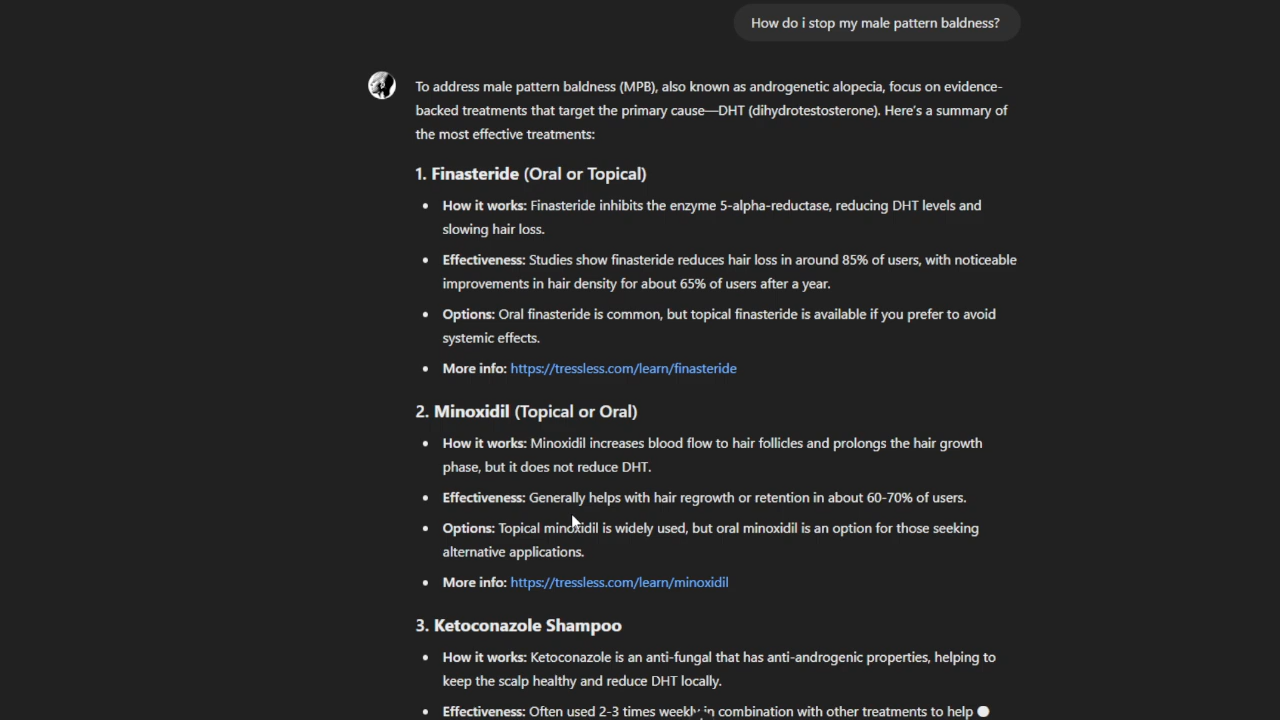 How do i stop my male pattern baldness?
To address male pattern baldness (MPB), also known as androgenetic alopecia, focus on evidence-
backed treatments that target the primary cause—DHT (dihydrotestosterone). Here's a summary of
the most effective treatments:
1. Finasteride (Oral or Topical)
• How it works: Finasteride inhibits the enzyme 5-alpha-reductase, reducing DHT levels and
slowing hair loss.
• Effectiveness: Studies show finasteride reduces hair loss in around 85% of users, with noticeable
improvements in hair density for about 65% of users after a year.
• Options: Oral finasteride is common, but topical finasteride is available if you prefer to avoid
systemic effects.
• More info: https://tressless.com/learn/finasteride
2. Minoxidil (Topical or Oral)
• How it works: Minoxidil increases blood flow to hair follicles and prolongs the hair growth
phase, but it does not reduce DHT.
• Effectiveness: Generally helps with hair regrowth or retention in about 60-70% of users.
• Options: Topical minoxidil is widely used, but oral minoxidil is an option for those seeking
alternative applications.
• More info: https://tressless.com/learn/minoxidil
3. Ketoconazole Shampoo
• How it works: Ketoconazole is an anti-fungal that has anti-androgenic properties, helping to
keep the scalp healthy and reduce DHT locally.
• Effectiveness: Often used 2-3 times weekly in combination with other treatments to help